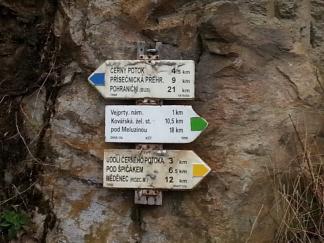 ČERNÝ POTOK 4,5 km
PŘÍSEČNICKÁ PŘEHR. 9 km
POHRANIČNÍ (BUS) 21 km
Vejprty, nám. 1 km
Kovářská, žel. st. 10,5 km
pod Meluzínou 18 km
ÚDOLÍ ČERNÉHO POTOKA 3 km
POD ŠPIČÁKEM 6,5 km
MĚDĚNEC 12 km